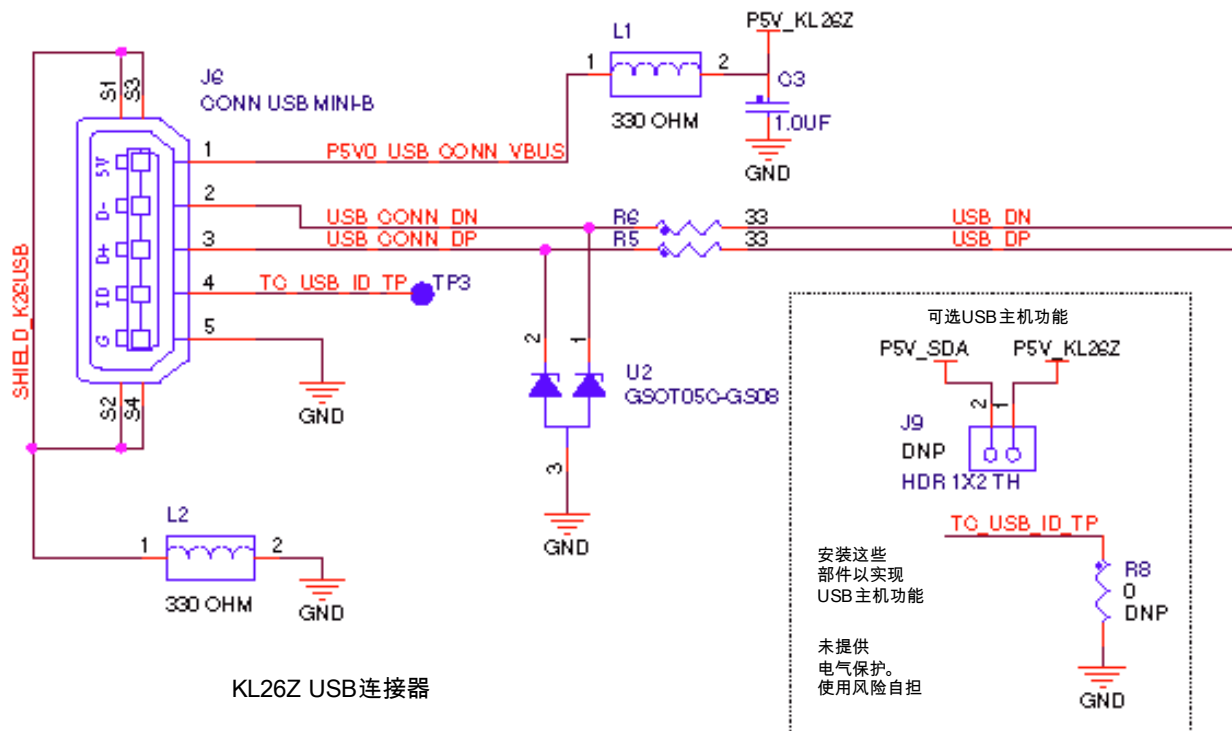 P5V_KL26Z
L1
1
2
C3
330 OHM
1.0UF
GND
J6
CONN USB MINI-B
S1
S3
5V
D-
D+
ID
G
1
2
3
4
5
S2
S4
SHIELD_K26USB
P5V0_USB_CONN_VBUS
USB_CONN_DN
R6
33
USB_DN
USB_CONN_DP
R5
33
USB_DP
TC_USB_ID_TP
TP3
GND
2
1
U2
GSOT05C-GS08
3
GND
L2
1
2
330 OHM
GND
KL26Z USB连接器
可选USB主机功能
P5V_SDA
P5V_KL26Z
2
1
J9
DNP
HDR 1X2 TH
TC_USB_ID_TP
安装这些
部件以实现
USB主机功能
R8
0
DNP
未提供
电气保护。
使用风险自担
GND